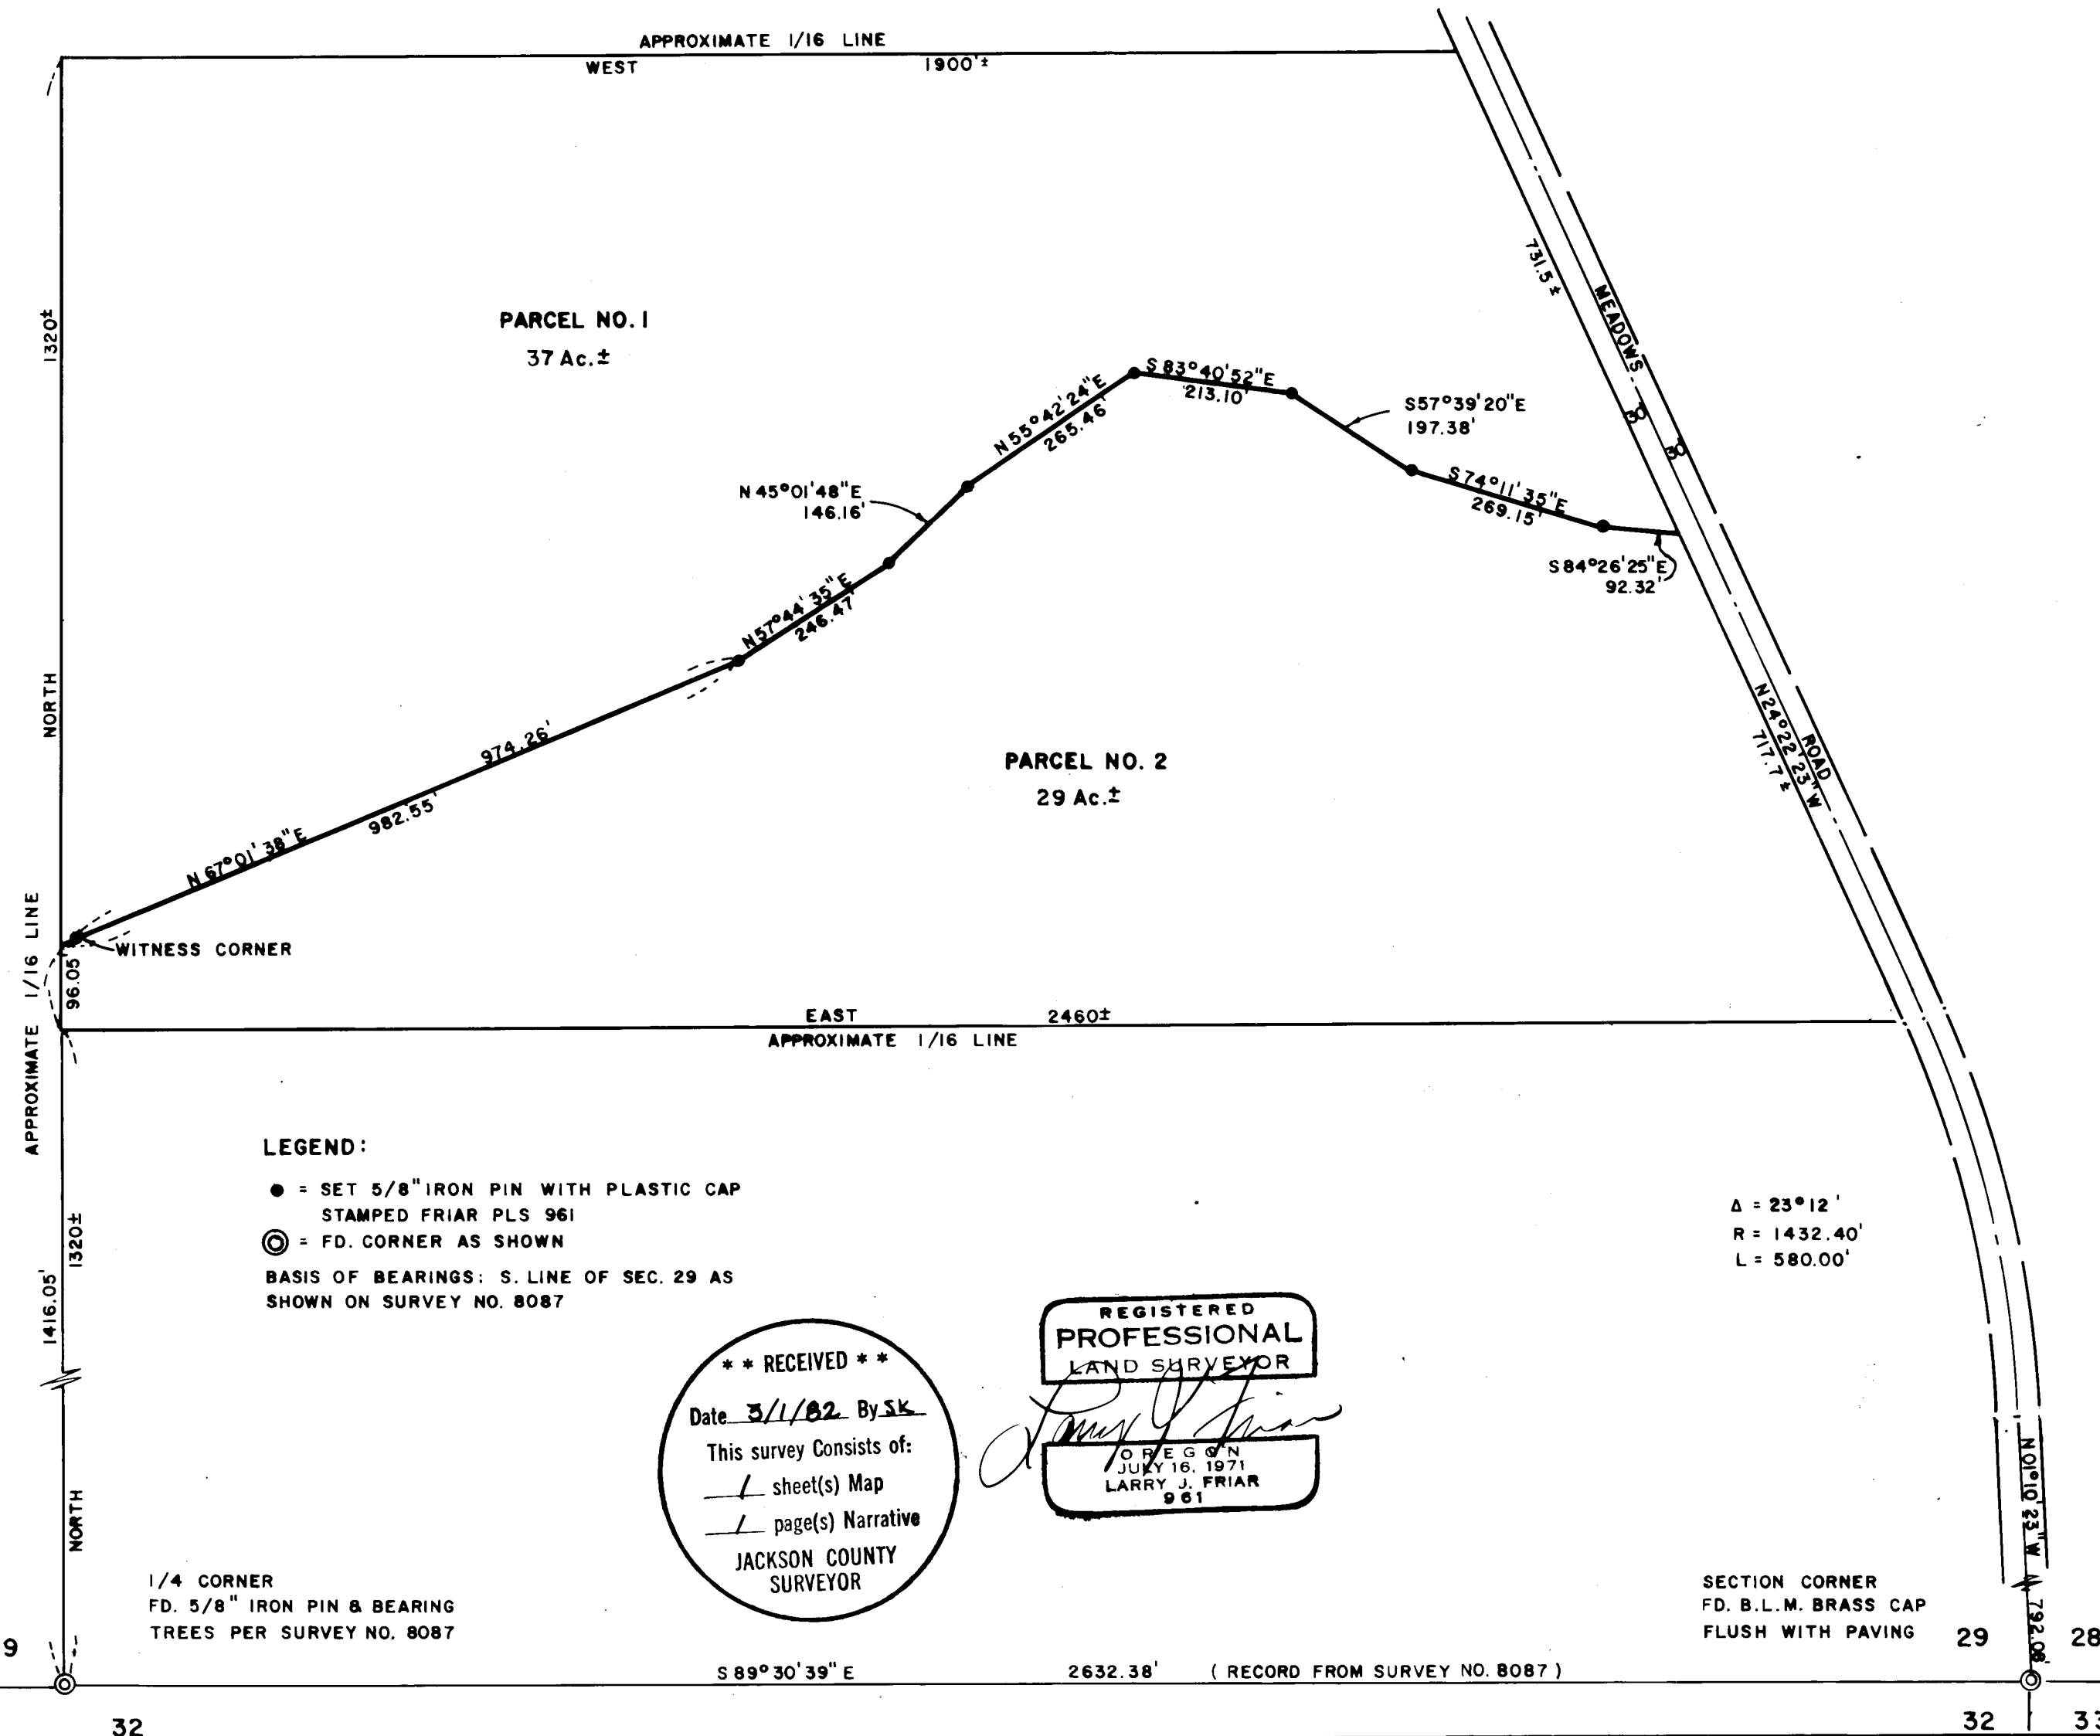 APPROXIMATE 1/16 LINE
WEST 1900'±
1320±
NORTH
APPROXIMATE 1/16 LINE
PARCEL NO. 1
37 Ac.±
731.5±
MEADOWS
30'
30'
S 83°40'52"E
213.10'
S57°39'20"E
197.38'
N 55°42'24"E
265.46'
N 45°01'48"E
146.16'
S 74°11'35"E
269.15'
S 84°26'25"E
92.32'
N57°44'35"E
246.47'
974.26'
982.55'
N 67°01'38"E
PARCEL NO. 2
29 Ac.±
N24°22'23"W
717.7±
ROAD
WITNESS CORNER
96.05'
EAST 2460±
APPROXIMATE 1/16 LINE
LEGEND:
= SET 5/8" IRON PIN WITH PLASTIC CAP
STAMPED FRIAR PLS 961
= FD. CORNER AS SHOWN
BASIS OF BEARINGS: S. LINE OF SEC. 29 AS
SHOWN ON SURVEY NO. 8087
1320±
1416.05'
NORTH
Δ = 23°12'
R = 1432.40'
L = 580.00'
* * RECEIVED * *
Date 3/1/82 By SK
This survey Consists of:
1 sheet(s) Map
1 page(s) Narrative
JACKSON COUNTY
SURVEYOR
REGISTERED
PROFESSIONAL
LAND SURVEYOR
Larry J Friar
OREGON
JULY 16, 1971
LARRY J. FRIAR
961
N01°10'23"W
792.08'
1/4 CORNER
FD. 5/8" IRON PIN & BEARING
TREES PER SURVEY NO. 8087
SECTION CORNER
FD. B.L.M. BRASS CAP
FLUSH WITH PAVING
9
29 28
S 89°30'39" E 2632.38' ( RECORD FROM SURVEY NO. 8087 )
32
32 33